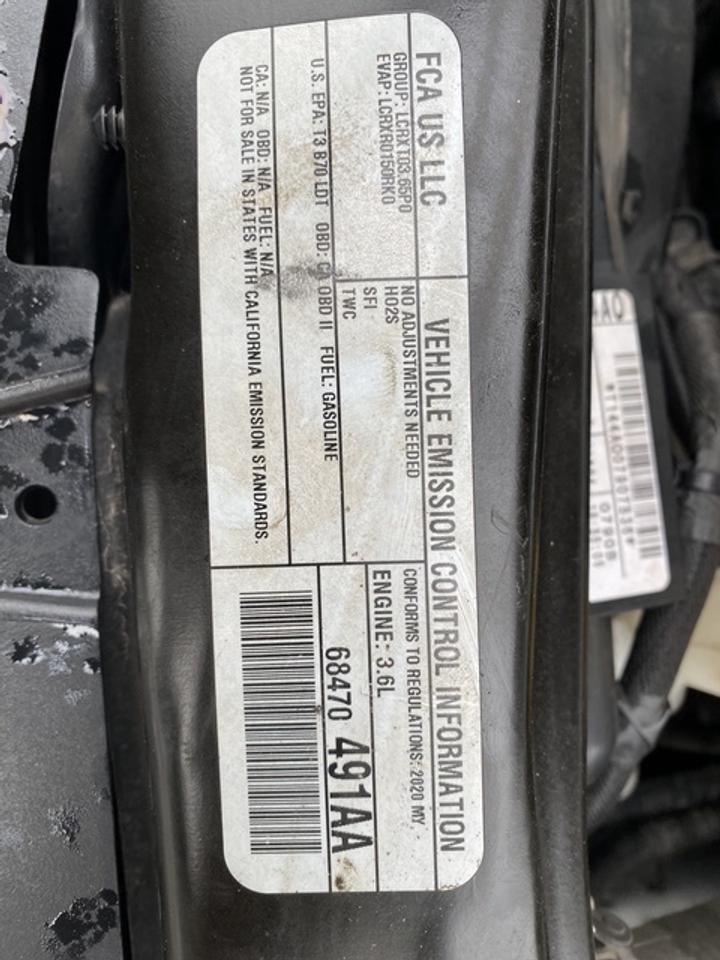 FCA US LLC
VEHICLE EMISSION CONTROL INFORMATION
GROUP: LCRXT03.65P0
EVAP: LCRXR0150RK0
NO ADJUSTMENTS NEEDED
HO2S
SFI
TWC
CONFORMS TO REGULATIONS: 2020 MY
ENGINE: 3.6L
68470 491AA
U.S. EPA: T3 B70 LDT OBD: CA OBD II FUEL: GASOLINE
CA: N/A OBD: N/A FUEL: N/A
NOT FOR SALE IN STATES WITH CALIFORNIA EMISSION STANDARDS.